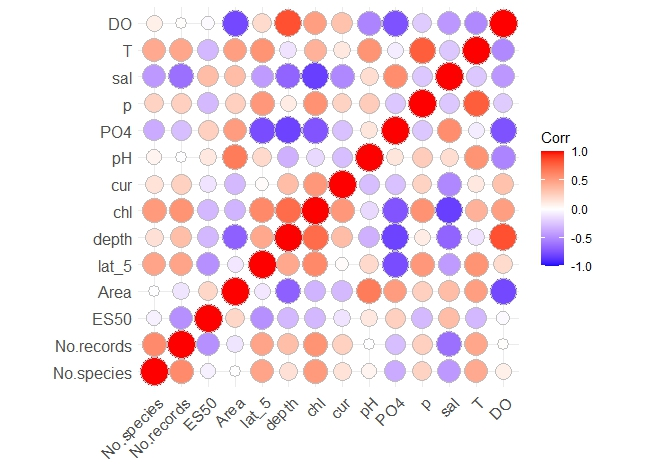 DO
T
sal
p
PO4
pH
cur
chl
depth
lat_5
Area
ES50
No.records
No.species
No.species
No.records
ES50
Area
lat_5
depth
chl
cur
pH
PO4
p
sal
T
DO
Corr
1.0
0.5
0.0
-0.5
-1.0